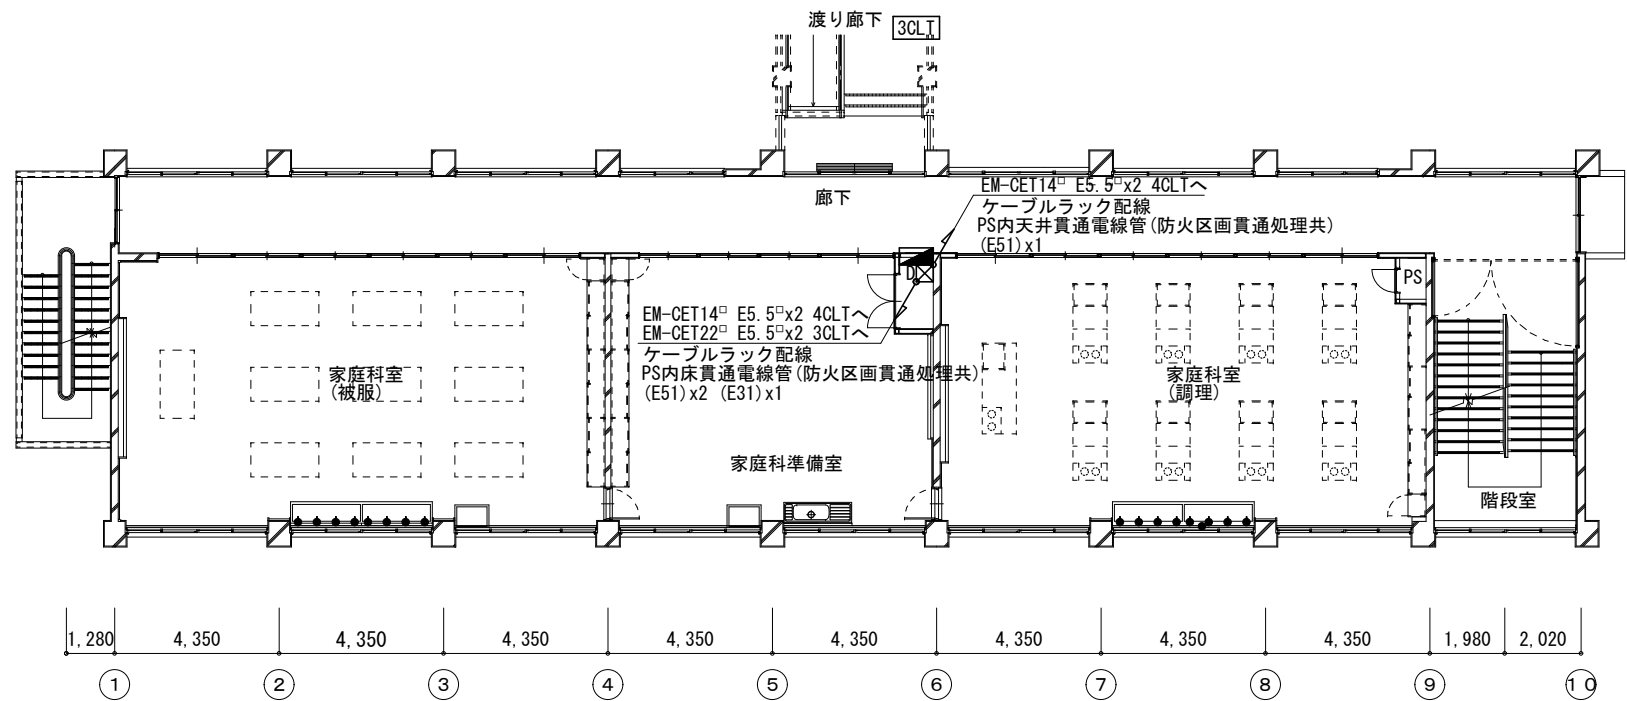 渡り廊下
3CLT
EM-CET14□ E5.5□x2 4CLTへ
ケーブルラック配線
PS内天井貫通電線管(防火区画貫通処理共)
(E51)x1
廊下
D
PS
EM-CET14□ E5.5□x2 4CLTへ
EM-CET22□ E5.5□x2 3CLTへ
ケーブルラック配線
PS内床貫通電線管(防火区画貫通処理共)
(E51)x2 (E31)x1
家庭科室
(被服)
家庭科室
(調理)
家庭科準備室
階段室
1,280 4,350 4,350 4,350 4,350 4,350 4,350 4,350 4,350 1,980 2,020
1 2 3 4 5 6 7 8 9 10